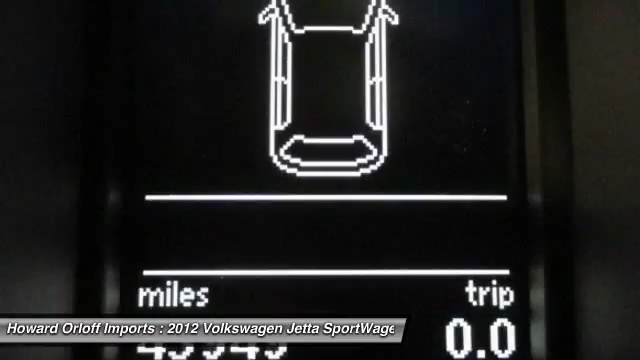 miles trip
Howard Orloff Imports : 2012 Volkswagen Jetta SportWage
0.0